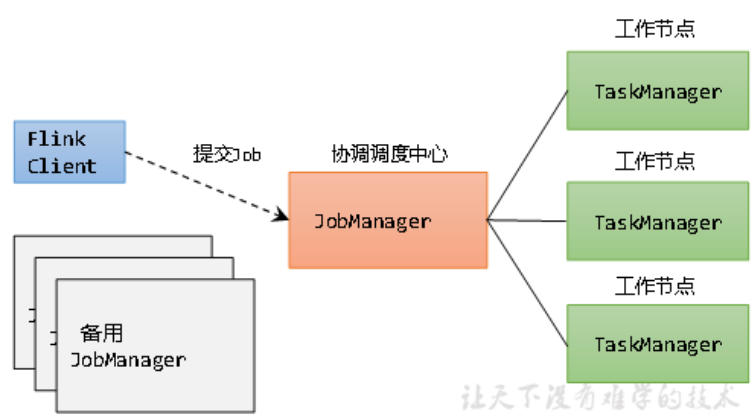 工作节点
TaskManager
Flink
Client
提交Job
协调调度中心
JobManager
工作节点
TaskManager
备用
JobManager
工作节点
TaskManager
让天下没有难学的技术